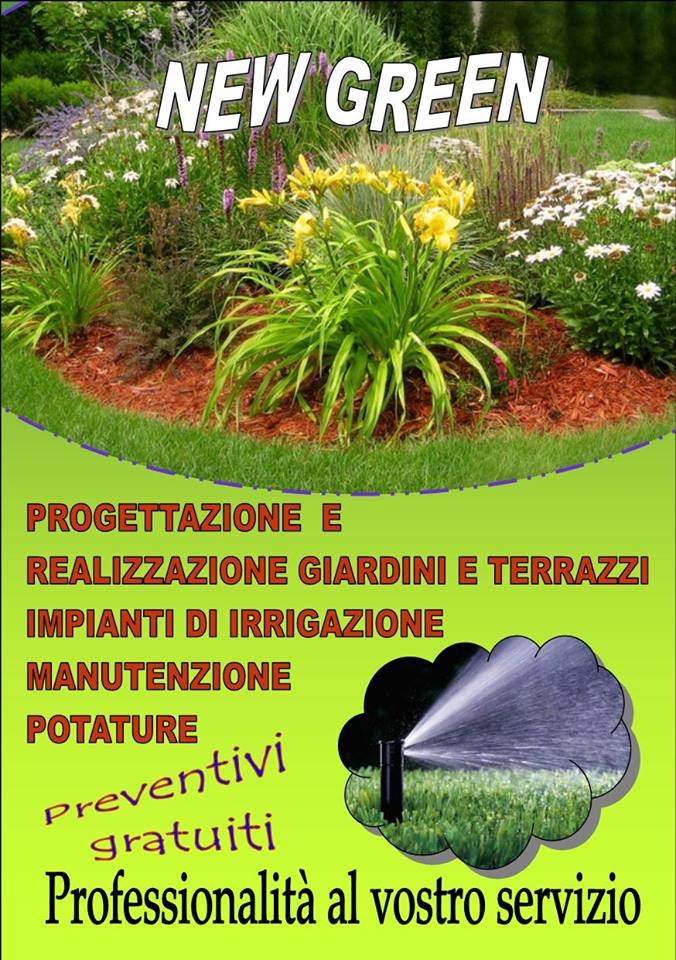 NEW GREEN
PROGETTAZIONE E
REALIZZAZIONE GIARDINI E TERRAZZI
IMPIANTI DI IRRIGAZIONE
MANUTENZIONE
POTATURE
Preventivi
gratuiti
Professionalità al vostro servizio